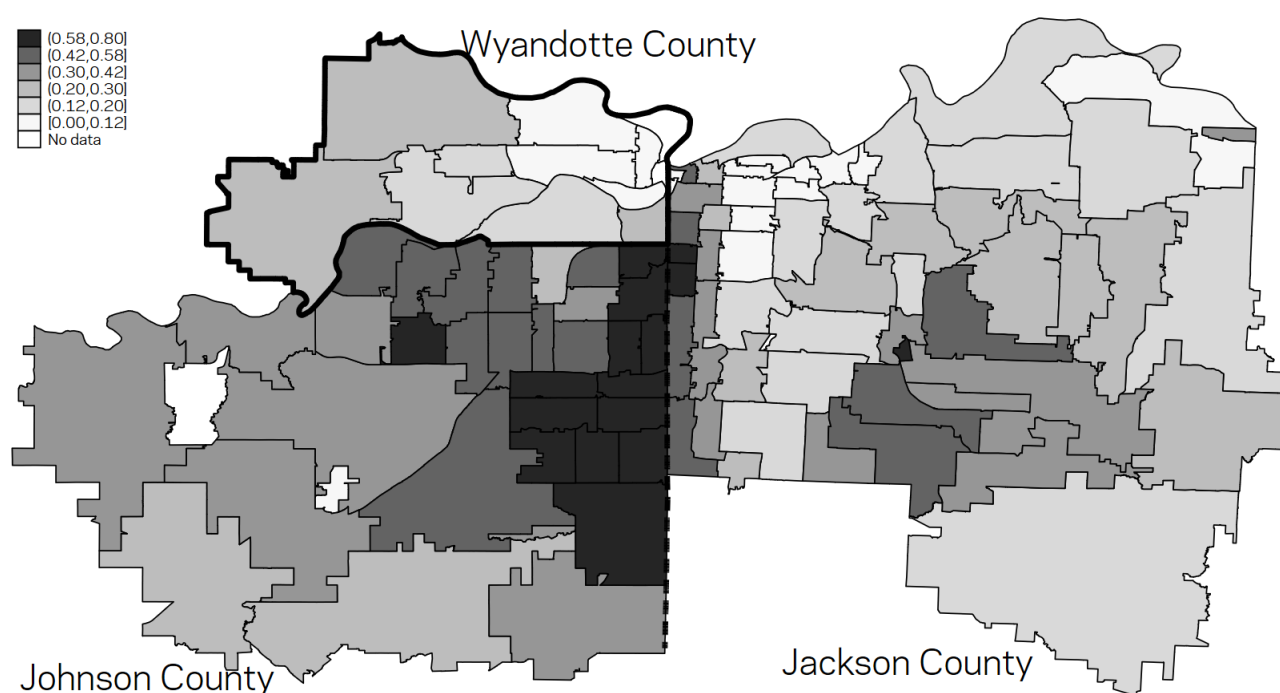 Wyandotte County
(0.58,0.80]
(0.42,0.58]
(0.30,0.42]
(0.20,0.30]
(0.12,0.20]
[0.00,0.12]
No data
Jackson County
Johnson County